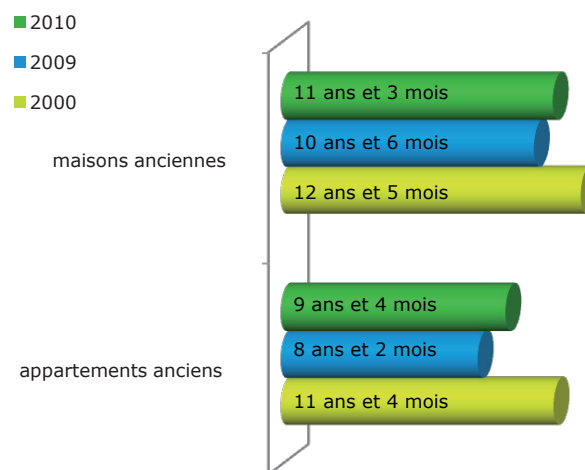 2010
2009
2000
maisons anciennes
11 ans et 3 mois
10 ans et 6 mois
12 ans et 5 mois
appartements anciens
9 ans et 4 mois
8 ans et 2 mois
11 ans et 4 mois